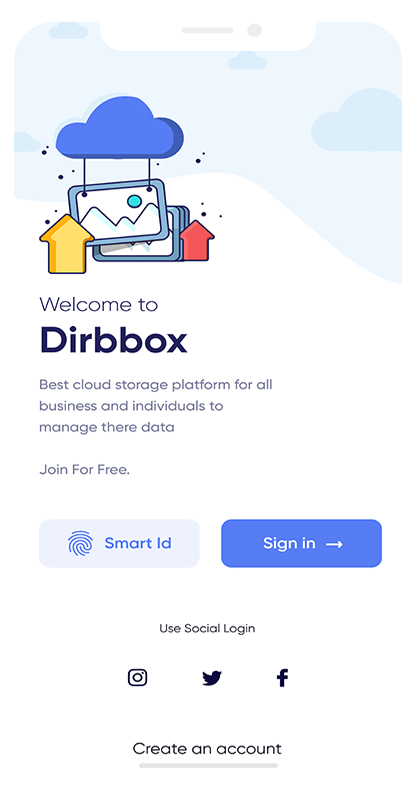 Welcome to
Dirbbox
Best cloud storage platform for all
business and individuals to
manage there data
Join For Free.
Smart Id
Sign in →
Use Social Login
Create an account